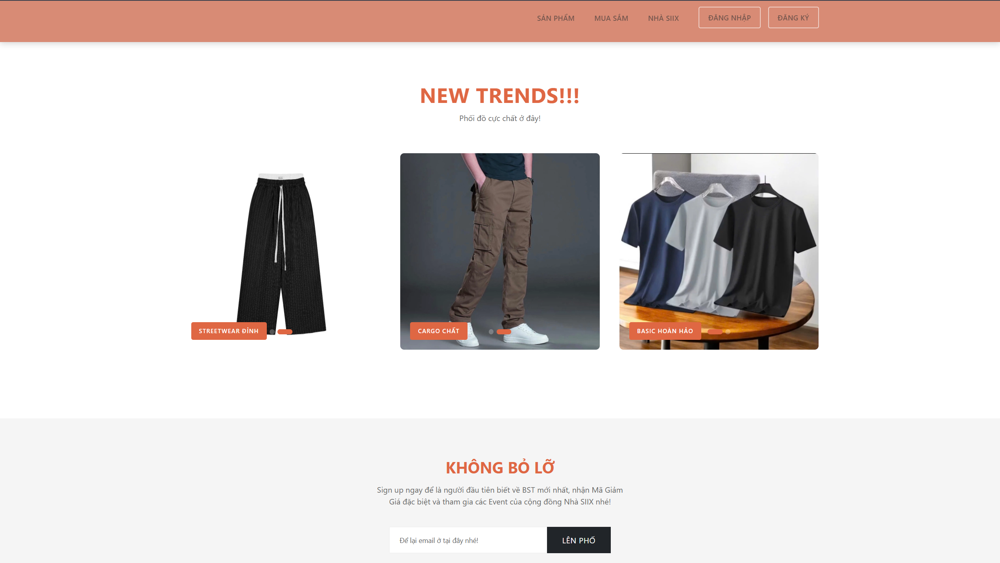 SẢN PHẨM
MUA SẮM
NHÀ SIIX
ĐĂNG NHẬP
ĐĂNG KÝ
NEW TRENDS!!!
Phối đồ cực chất ở đây!
STREETWEAR ĐỈNH
CARGO CHẤT
BASIC HOÀN HẢO
KHÔNG BỎ LỠ
Sign up ngay để là người đầu tiên biết về BST mới nhất, nhận Mã Giảm
Giá đặc biệt và tham gia các Event của cộng đồng Nhà SIIX nhé!
Để lại email ở tại đây nhé!
LÊN PHỐ